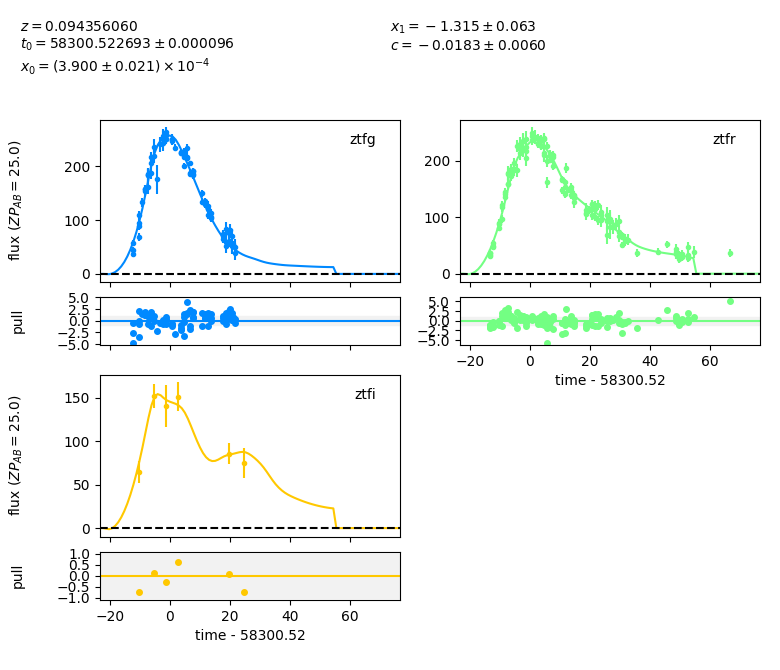 z = 0.094356060
t₀ = 58300.522693 ± 0.000096
x₀ = (3.900 ± 0.021) × 10⁻⁴
x₁ = −1.315 ± 0.063
c = −0.0183 ± 0.0060
flux (ZP_AB = 25.0)
200
100
0
ztfg
200
100
0
ztfr
pull
5.0
2.5
0.0
−2.5
−5.0
5.0
2.5
0.0
−2.5
−5.0
−20 0 20 40 60
time - 58300.52
flux (ZP_AB = 25.0)
150
100
50
0
ztfi
pull
1.0
0.5
0.0
−0.5
−1.0
−20 0 20 40 60
time - 58300.52